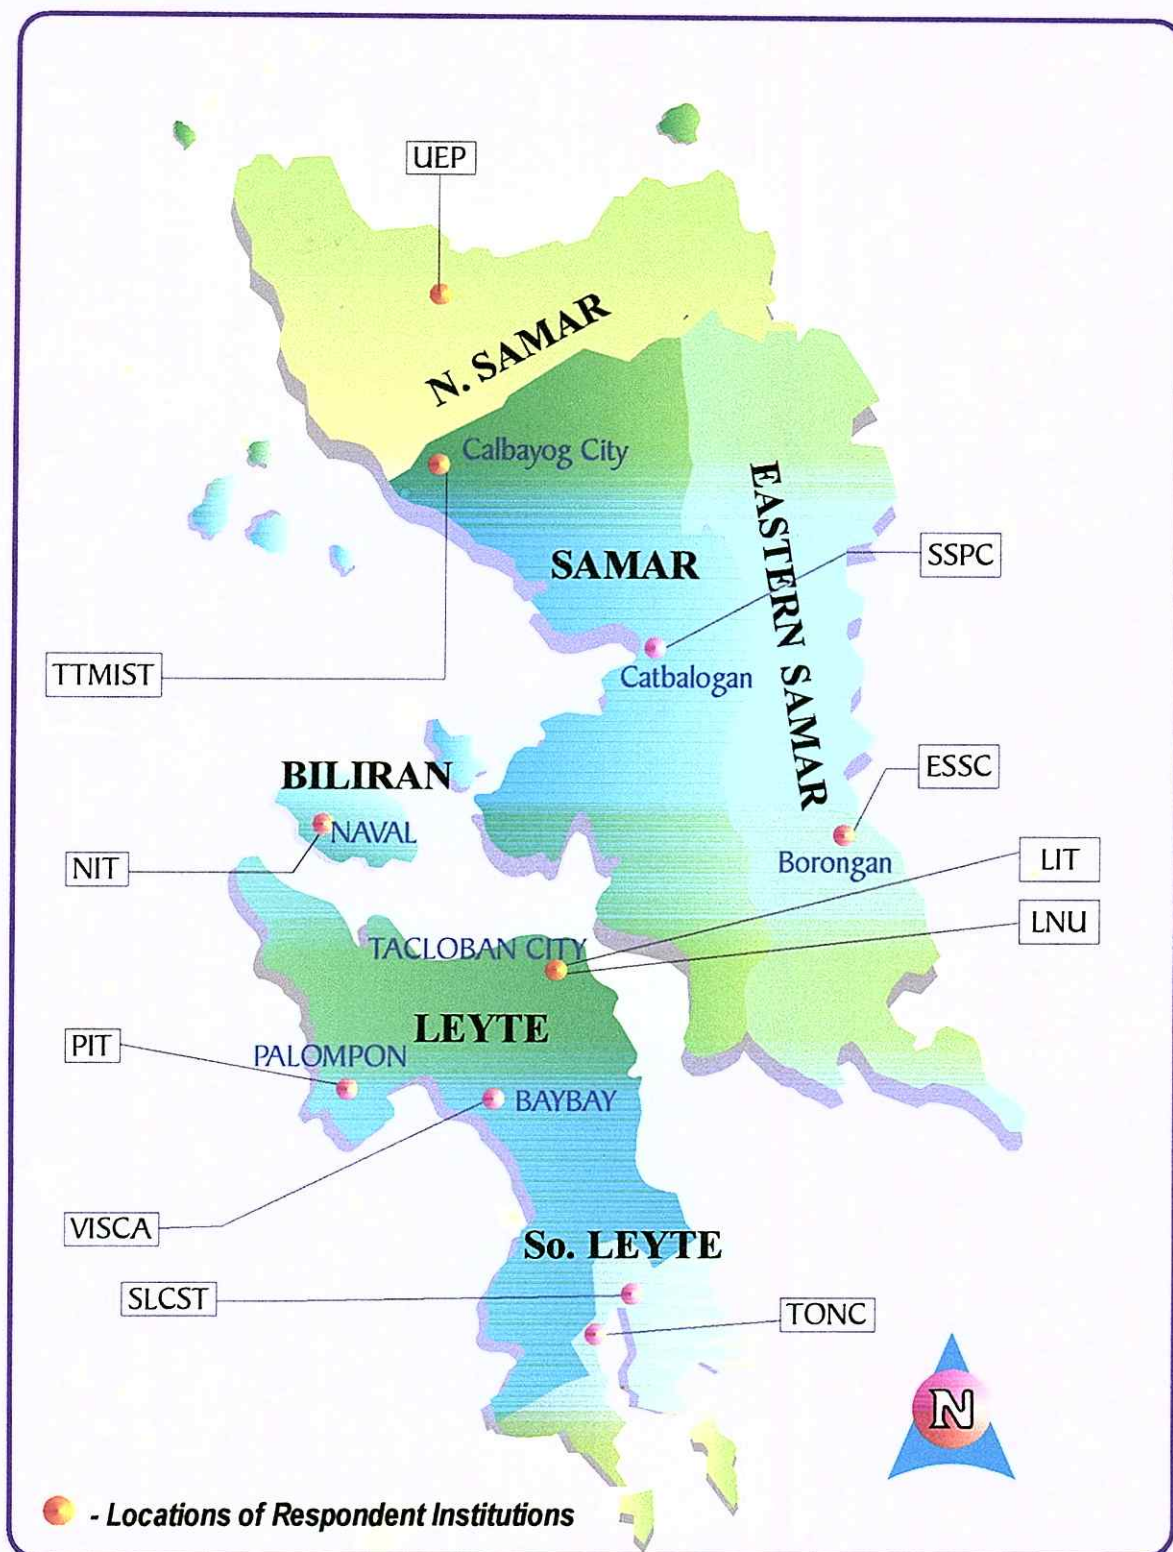 UEP
N. SAMAR
Calbayog City
EASTERN SAMAR
SAMAR
SSPC
TTMIST
Catbalogan
BILIRAN
ESSC
NAVAL
NIT
Borongan
LIT
LNU
TACLOBAN CITY
LEYTE
PIT
PALOMPON
BAYBAY
VISCA
So. LEYTE
SLCST
TONC
N
- Locations of Respondent Institutions